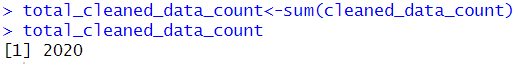 > total_cleaned_data_count<-sum(cleaned_data_count)
> total_cleaned_data_count
[1] 2020